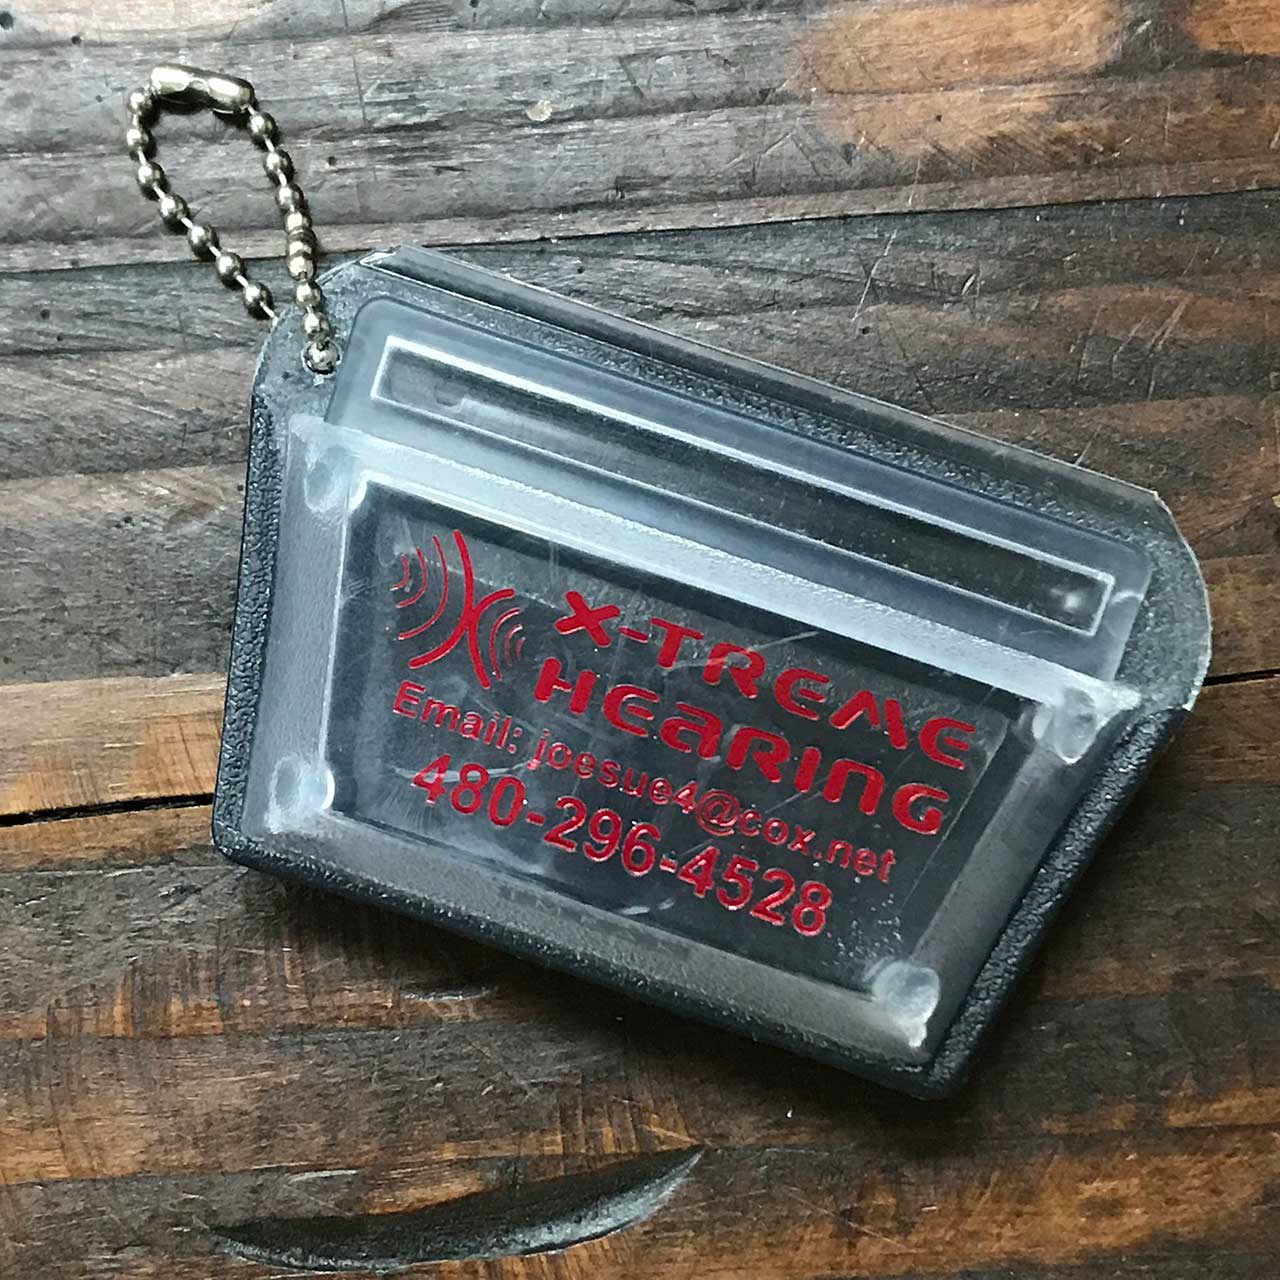 X-TREME
HEARING
Email: joesue4@cox.net
480-296-4528